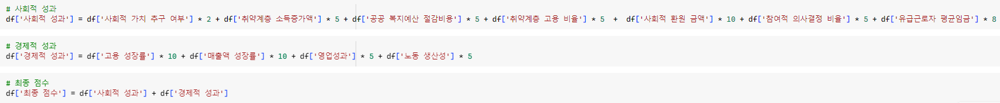 # 사회적 성과
df['사회적 성과'] = df['사회적 가치 추구 여부'] * 2 + df['취약계층 소득증가액'] * 5 + df['공공 복지예산 절감비용'] * 5 + df['취약계층 고용 비율'] * 5  +  df['사회적 환원 금액'] * 10 + df['참여적 의사결정 비율'] * 5 + df['유급근로자 평균임금'] * 8
# 경제적 성과
df['경제적 성과'] = df['고용 성장률'] * 10 + df['매출액 성장률'] * 10 + df['영업성과'] * 5 + df['노동 생산성'] * 5
# 최종 점수
df['최종 점수'] = df['사회적 성과'] + df['경제적 성과']